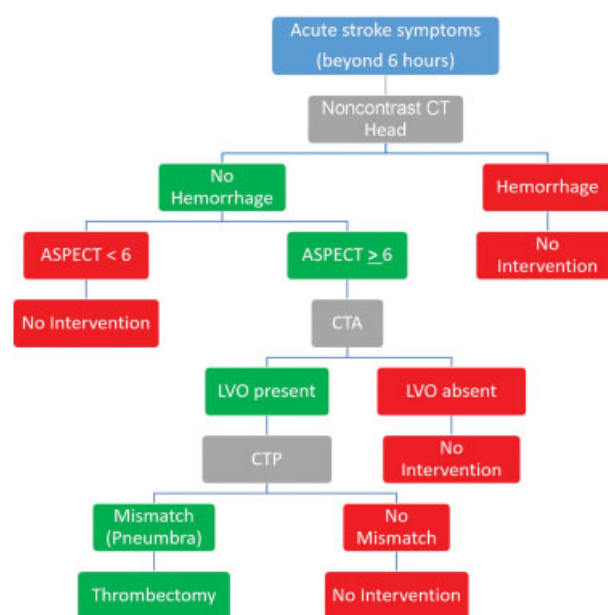 Acute stroke symptoms
(beyond 6 hours)
Noncontrast CT
Head
No
Hemorrhage
Hemorrhage
ASPECT < 6
ASPECT ≥ 6
No
Intervention
No Intervention
CTA
LVO present
LVO absent
CTP
No
Intervention
Mismatch
(Pneumbra)
No
Mismatch
Thrombectomy
No Intervention